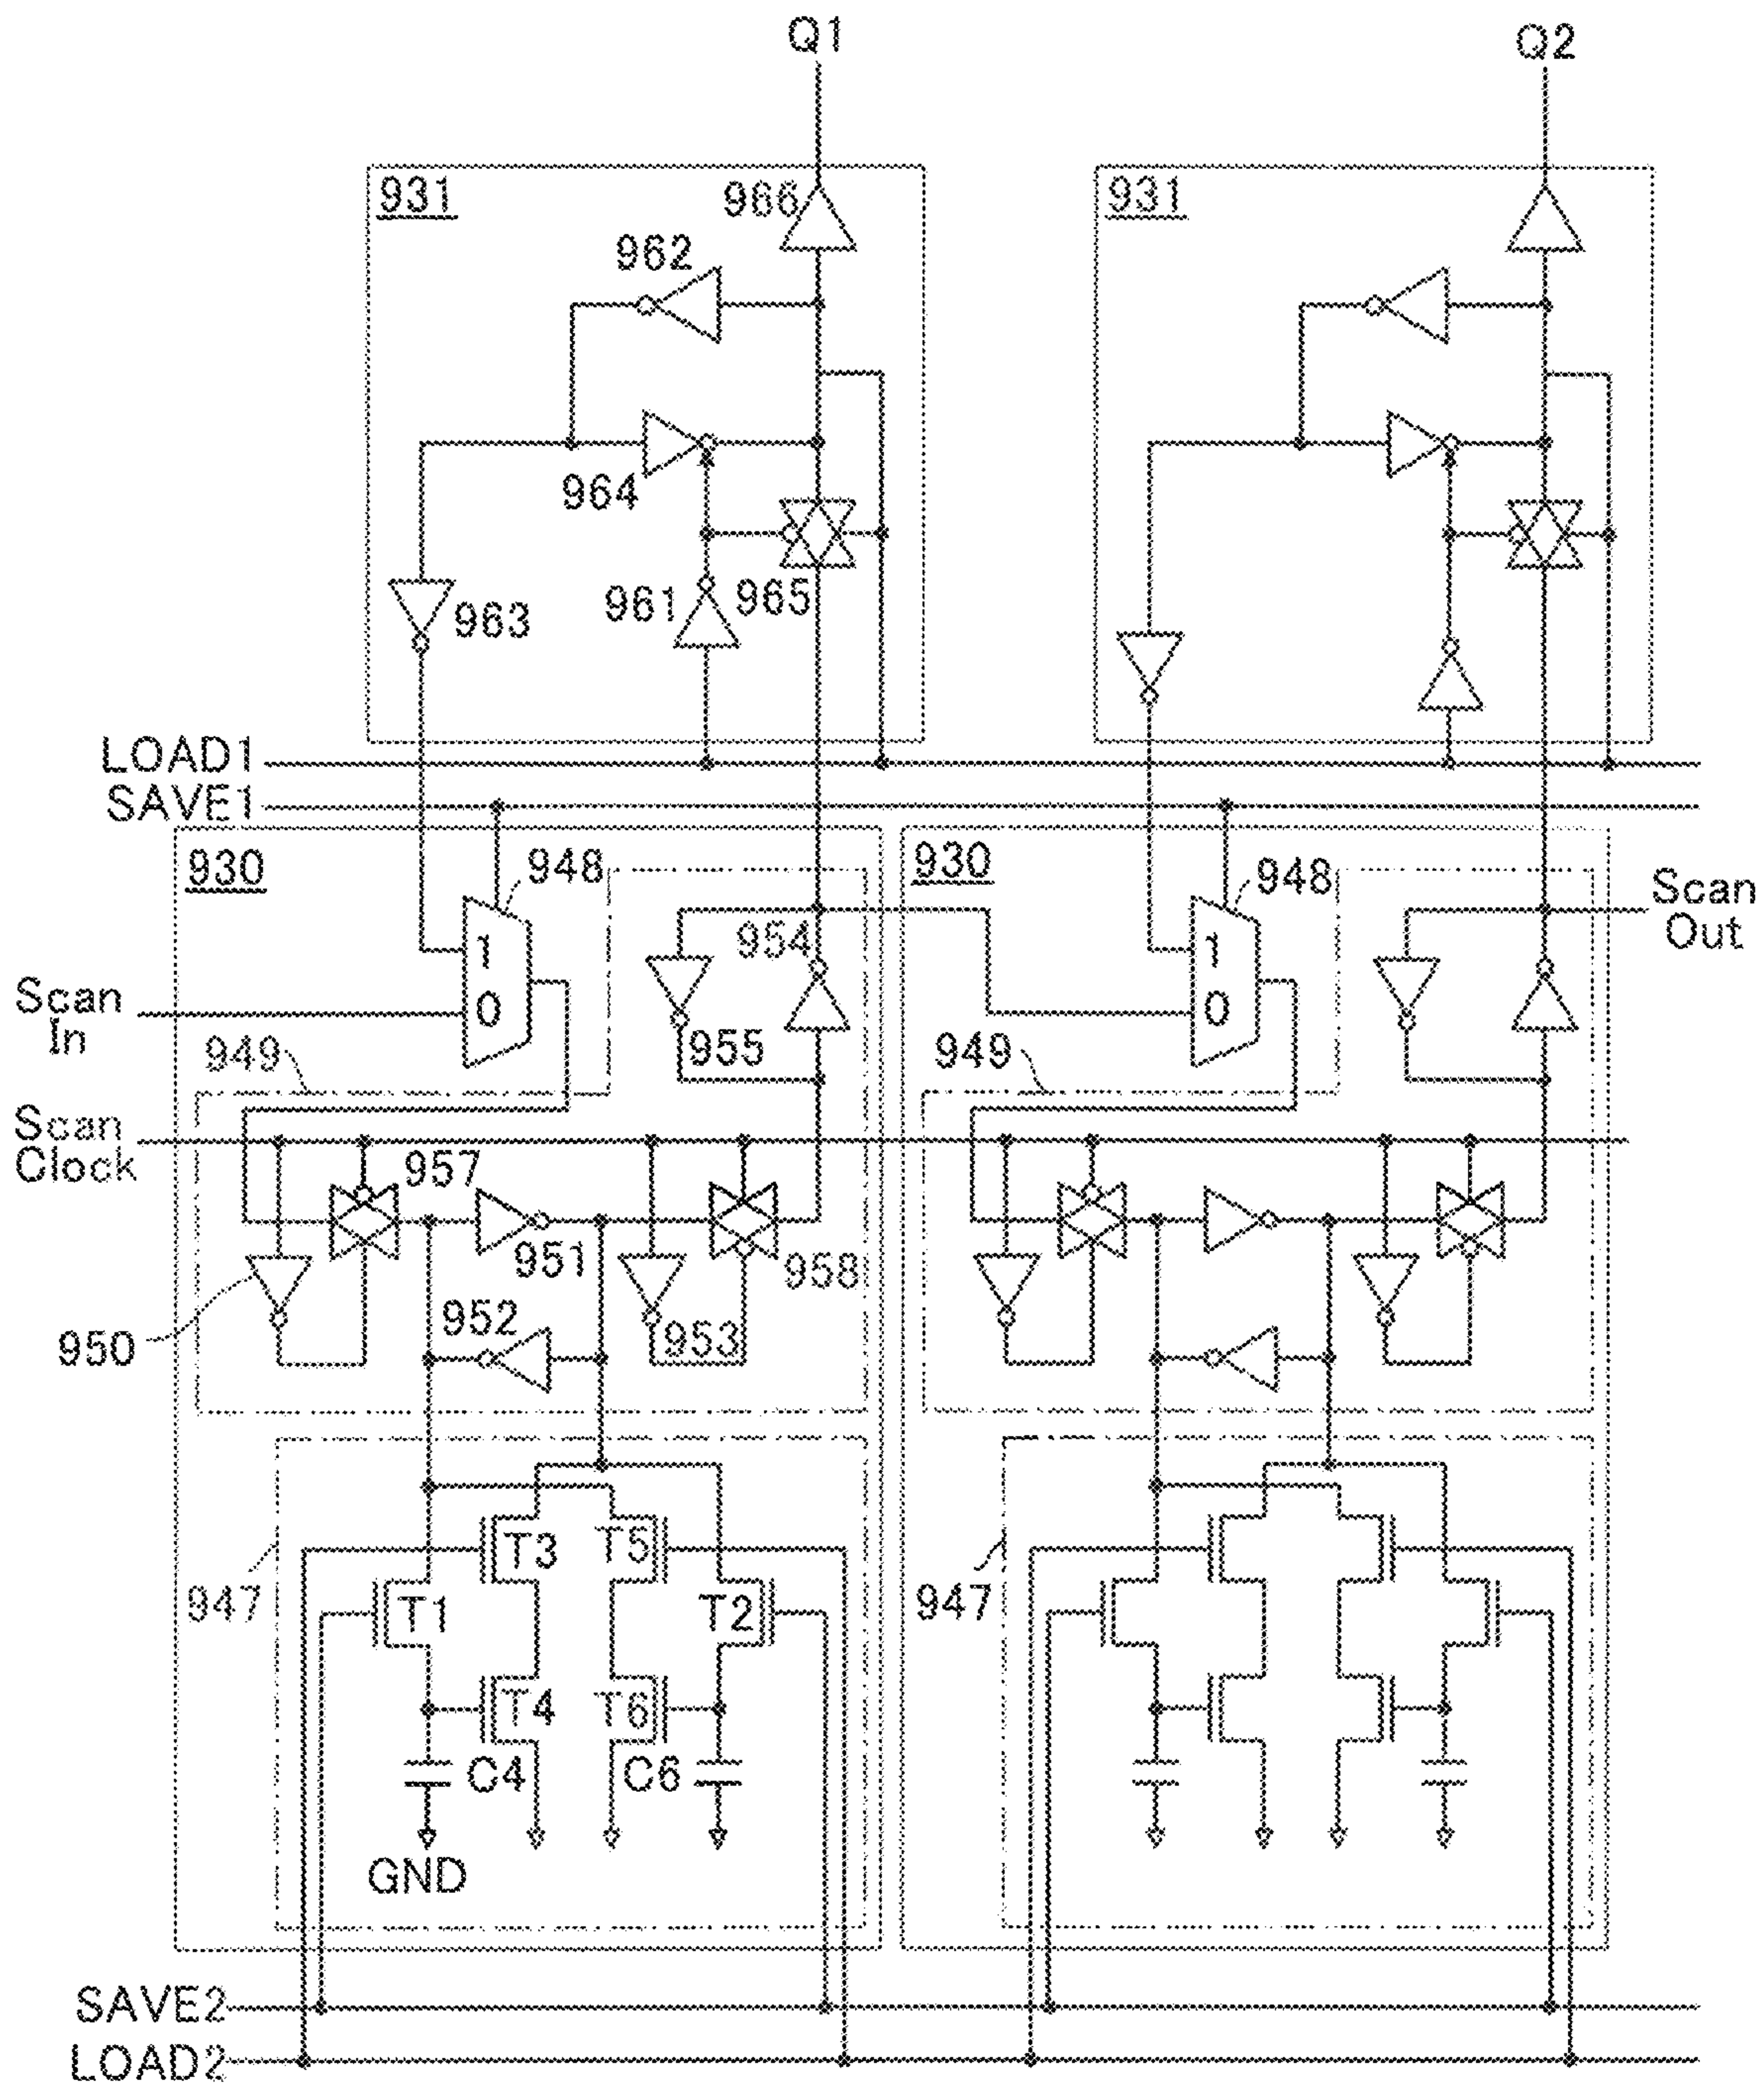 Q1
Q2
931
966
962
964
963
961
965
931
LOAD1
SAVE1
930
948
954
1
0
955
949
930
948
1
0
949
Scan
Out
Scan
In
Scan
Clock
957
951
958
952
953
950
T3
T5
T1
T2
947
T4
T6
C4
C6
GND
947
SAVE2
LOAD2